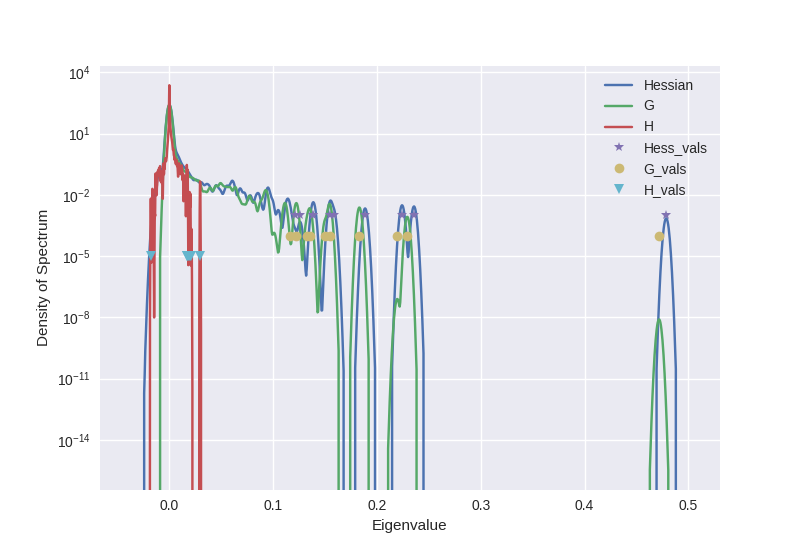 10^4
10^1
10^-2
10^-5
10^-8
10^-11
10^-14
Density of Spectrum
Hessian
G
H
Hess_vals
G_vals
H_vals
0.0 0.1 0.2 0.3 0.4 0.5
Eigenvalue